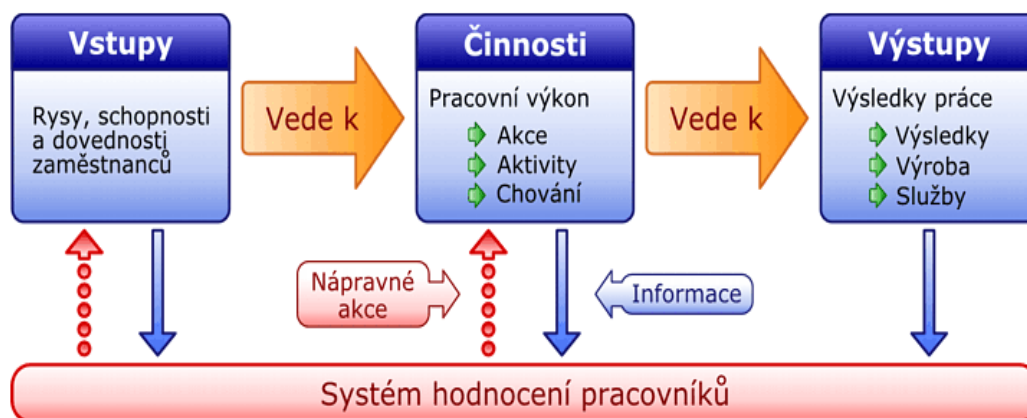 Vstupy
Rysy, schopnosti
a dovednosti
zaměstnanců
Vede k
Činnosti
Pracovní výkon
Akce
Aktivity
Chování
Vede k
Výstupy
Výsledky práce
Výsledky
Výroba
Služby
Nápravné
akce
Informace
Systém hodnocení pracovníků